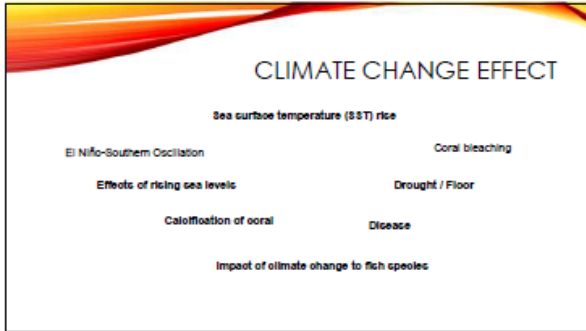 CLIMATE CHANGE EFFECT
Sea surface temperature (SST) rise
El Niño-Southern Oscillation
Coral bleaching
Effects of rising sea levels
Drought / Floor
Calcification of coral
Disease
Impact of climate change to fish species